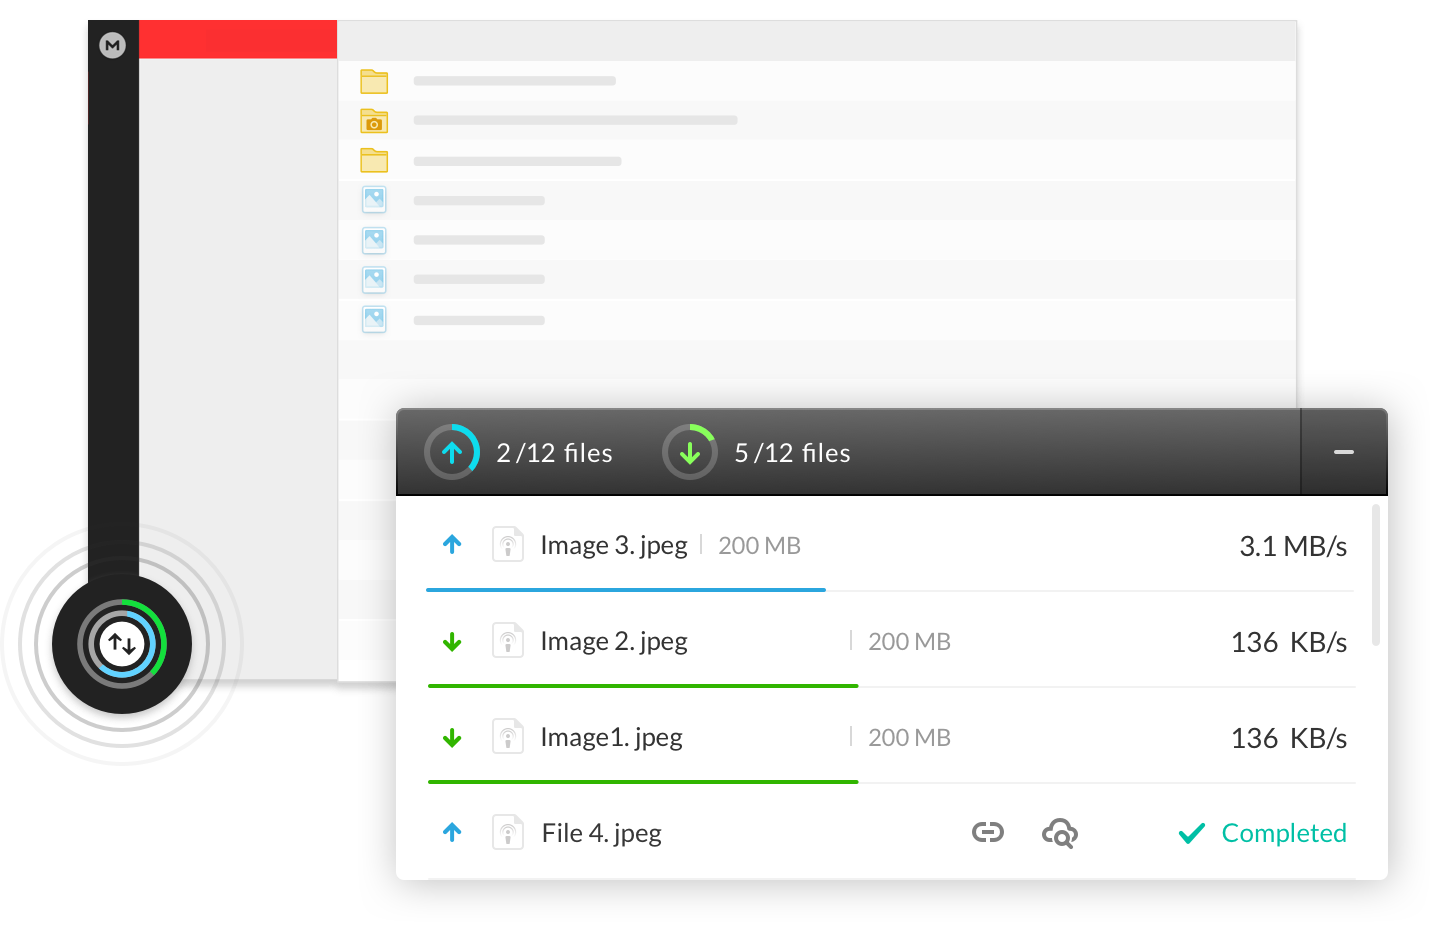 M
2 /12 files 5 /12 files
Image 3. jpeg 200 MB 3.1 MB/s
Image 2. jpeg 200 MB 136 KB/s
Image1. jpeg 200 MB 136 KB/s
File 4. jpeg Completed